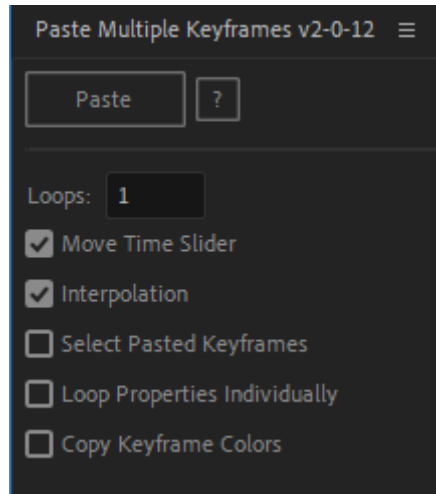 Paste Multiple Keyframes v2-0-12
Paste ?
Loops: 1
Move Time Slider
Interpolation
Select Pasted Keyframes
Loop Properties Individually
Copy Keyframe Colors